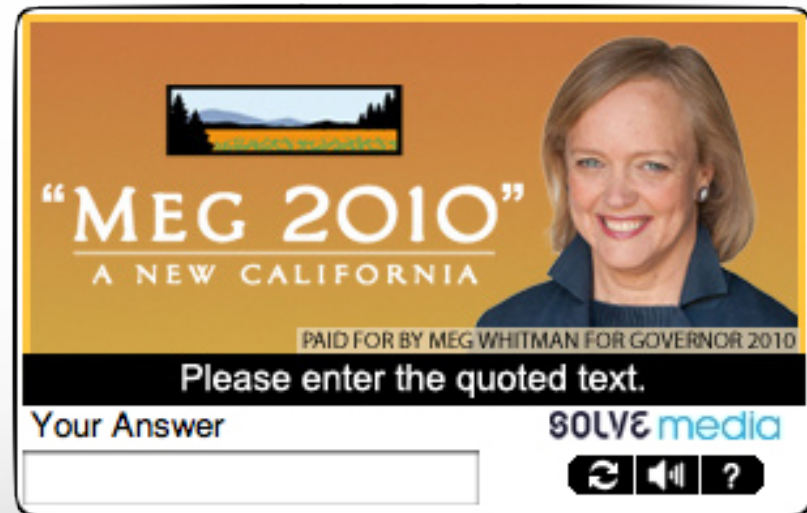 “MEG 2010”
A NEW CALIFORNIA
PAID FOR BY MEG WHITMAN FOR GOVERNOR 2010
Please enter the quoted text.
Your Answer
SOLVE media
?